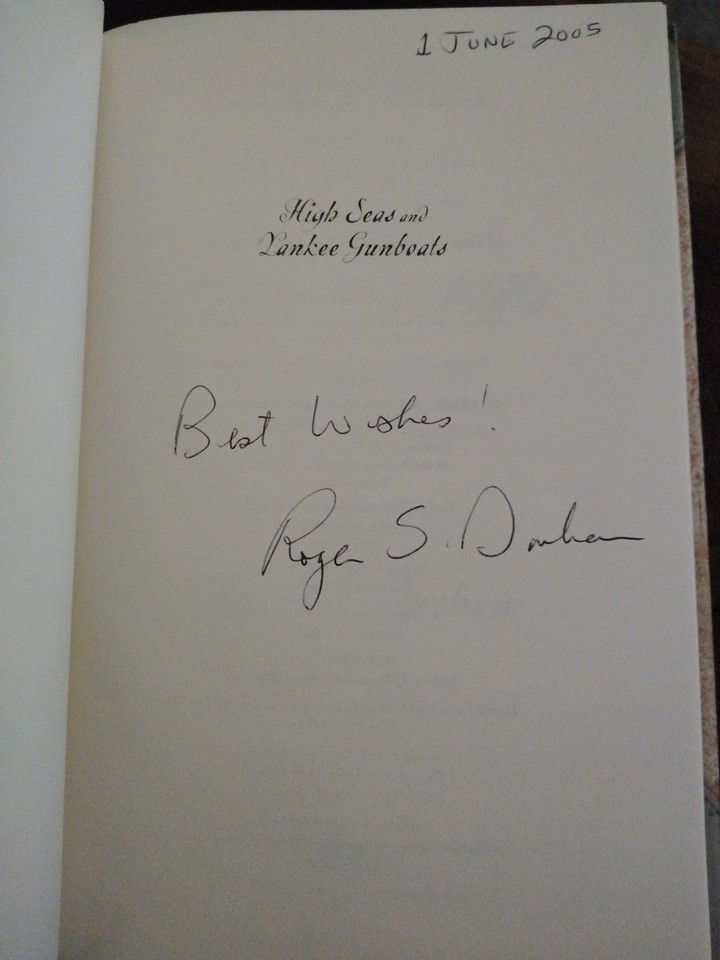 1 JUNE 2005
High Seas and
Yankee Gunboats
Best Wishes!
Roger S. Durham